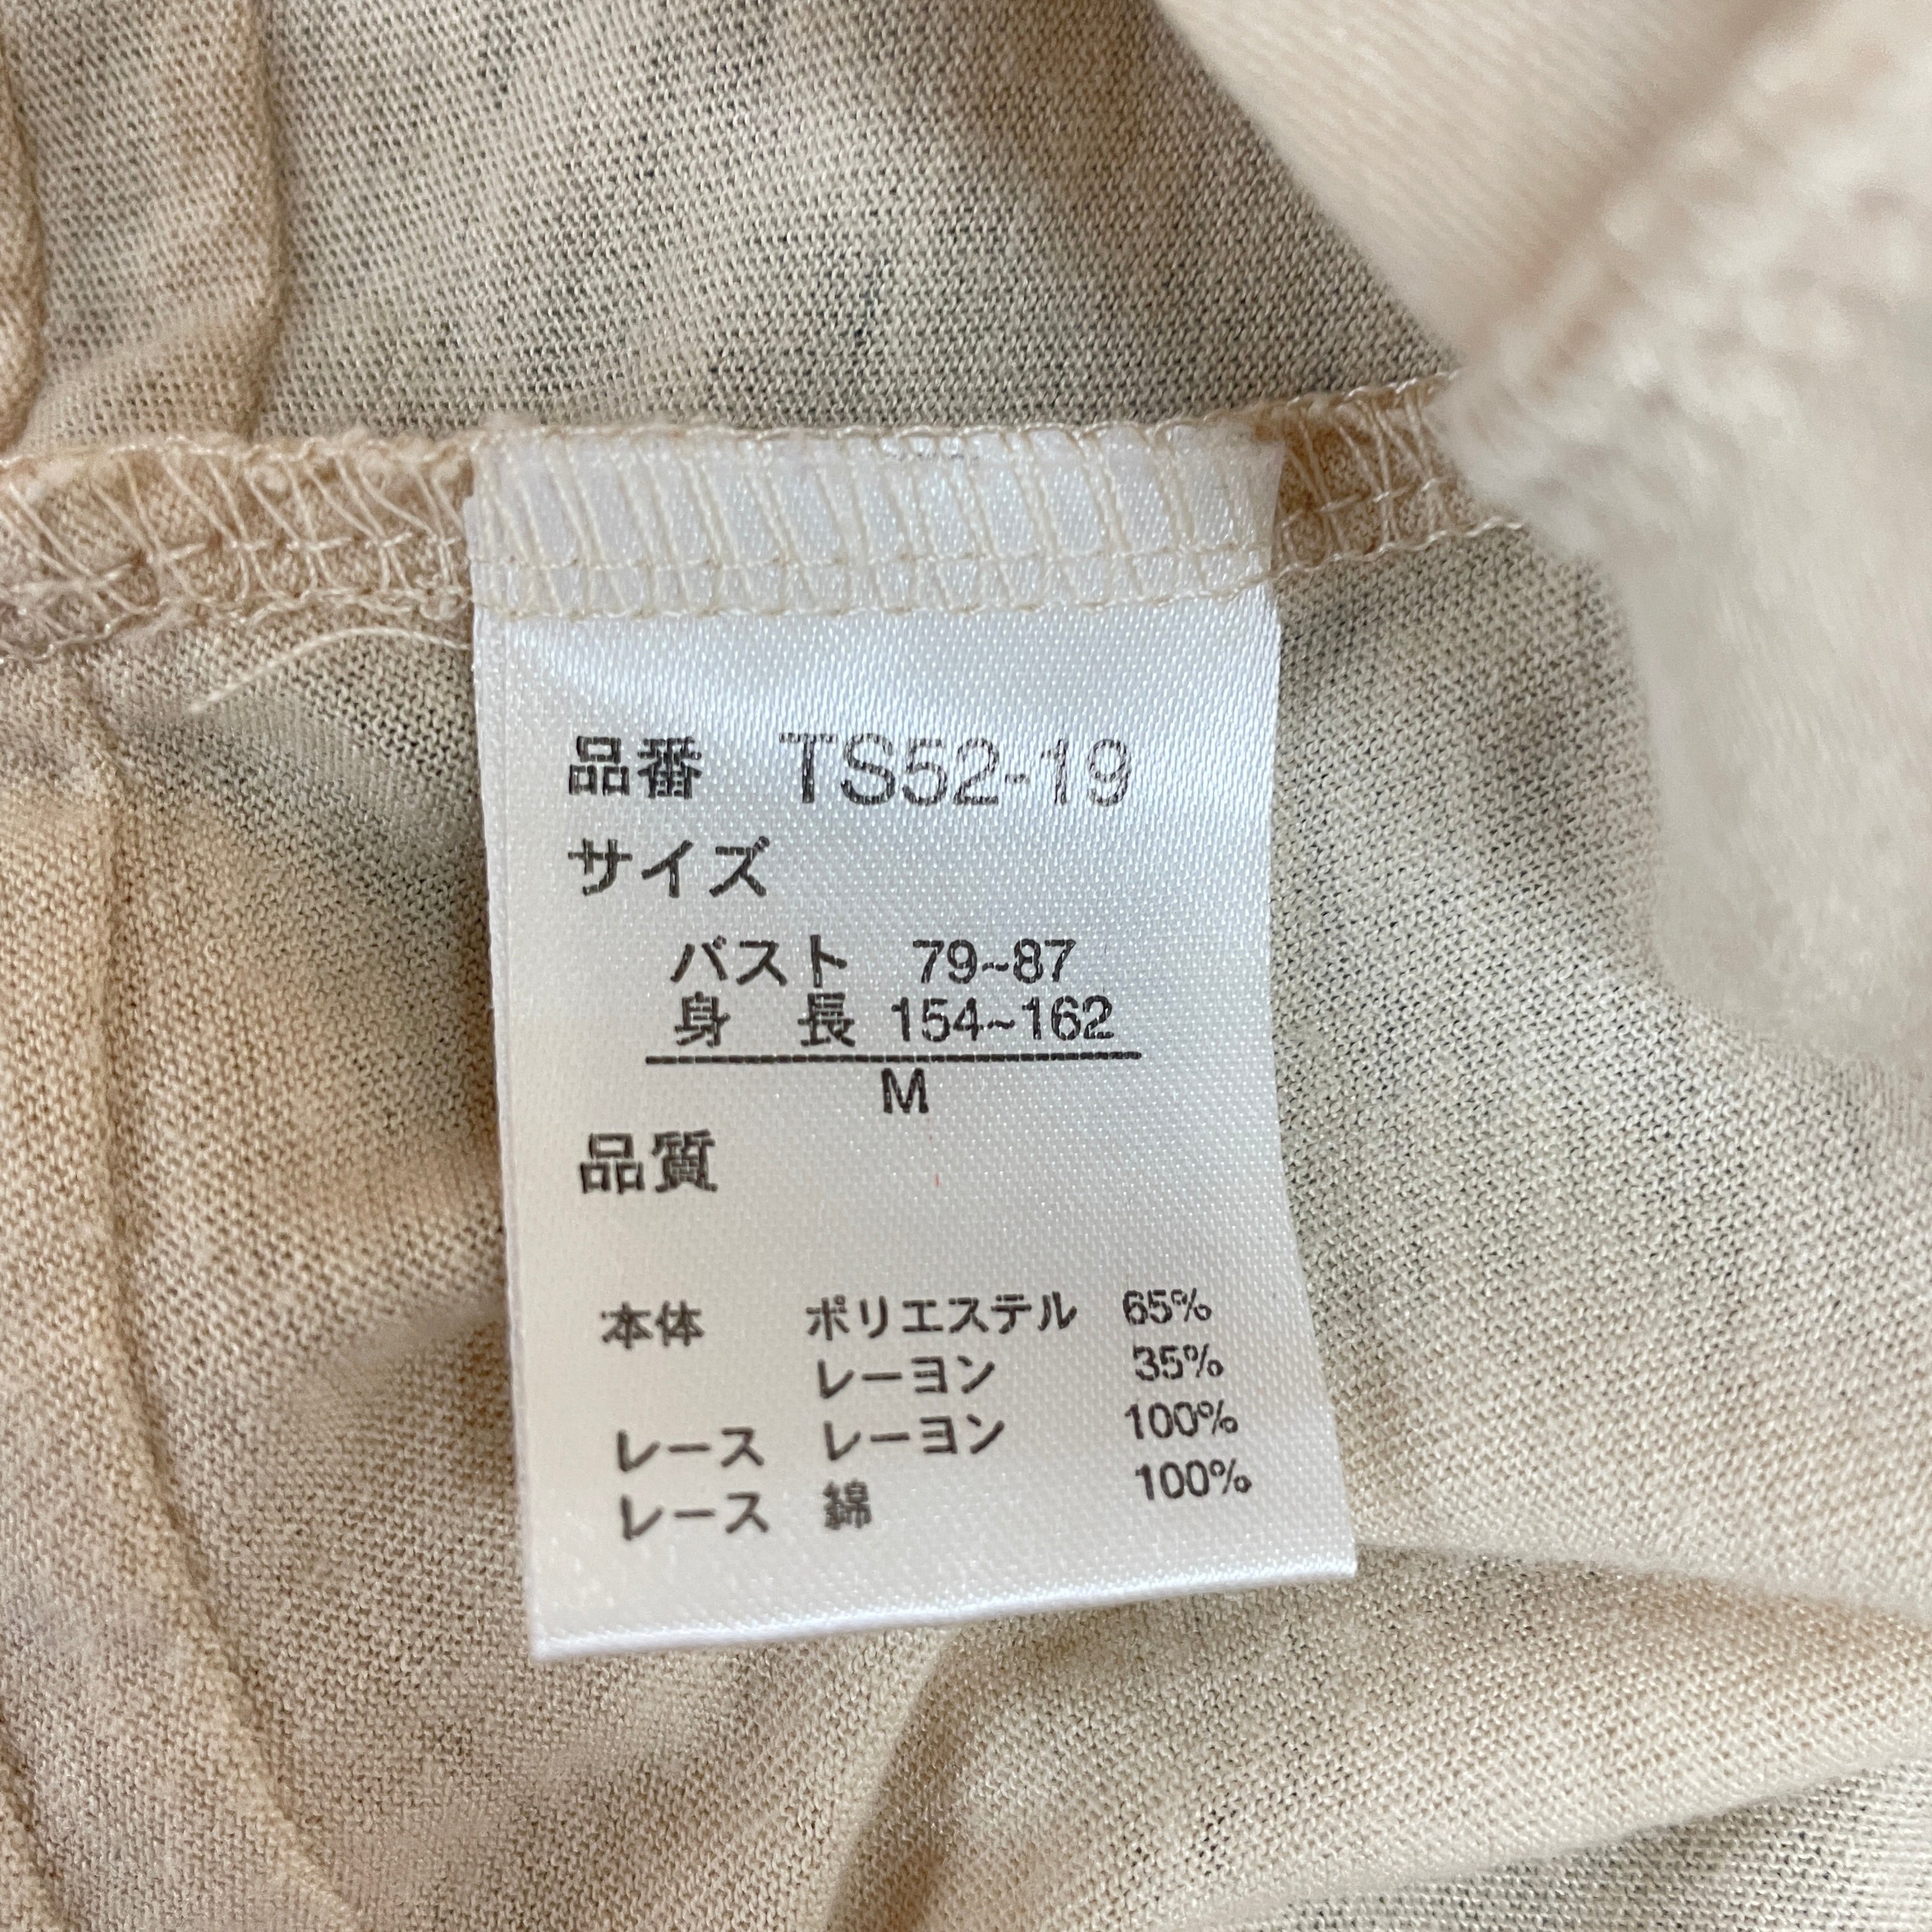 品番 TS52-19
サイズ
バスト 79~87
身 長 154~162
M
品質
本体 ポリエステル 65%
レーヨン 35%
レース レーヨン 100%
レース 綿 100%